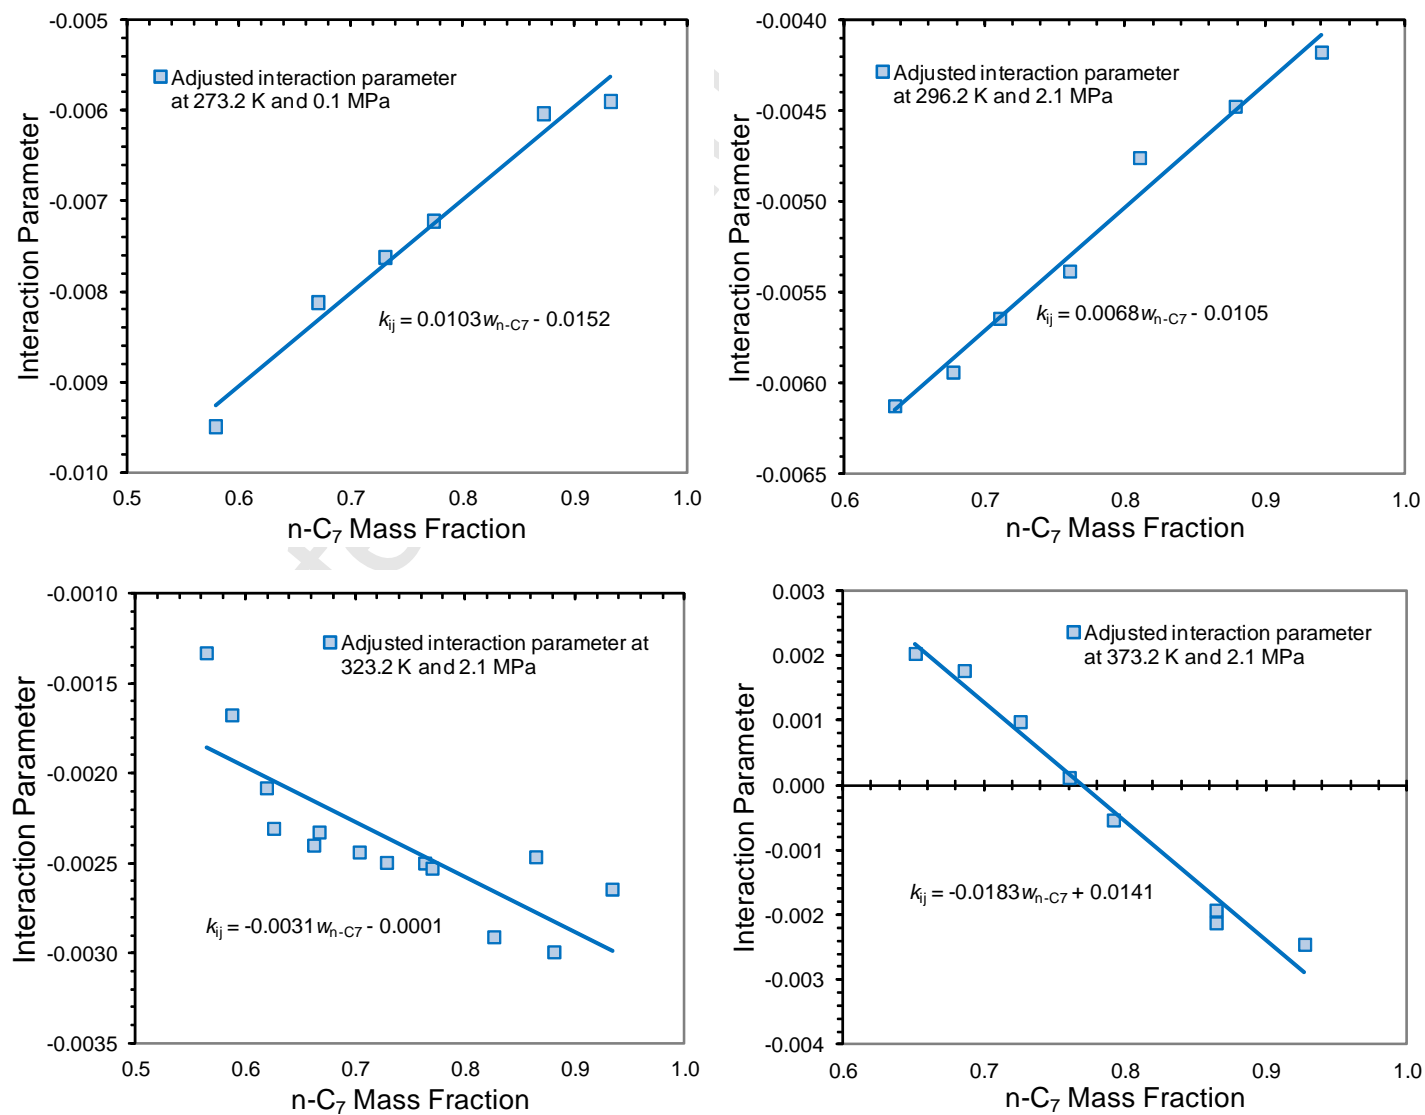 -0.005
-0.006
-0.007
-0.008
-0.009
-0.010
Interaction Parameter
Adjusted interaction parameter
at 273.2 K and 0.1 MPa
kij = 0.0103wn-C7 - 0.0152
0.5 0.6 0.7 0.8 0.9 1.0
n-C7 Mass Fraction
-0.0040
-0.0045
-0.0050
-0.0055
-0.0060
-0.0065
Interaction Parameter
Adjusted interaction parameter
at 296.2 K and 2.1 MPa
kij = 0.0068wn-C7 - 0.0105
0.6 0.7 0.8 0.9 1.0
n-C7 Mass Fraction
-0.0010
-0.0015
-0.0020
-0.0025
-0.0030
-0.0035
Interaction Parameter
Adjusted interaction parameter at
323.2 K and 2.1 MPa
kij = -0.0031wn-C7 - 0.0001
0.5 0.6 0.7 0.8 0.9 1.0
n-C7 Mass Fraction
0.003
0.002
0.001
0.000
-0.001
-0.002
-0.003
-0.004
Interaction Parameter
Adjusted interaction parameter
at 373.2 K and 2.1 MPa
kij = -0.0183wn-C7 + 0.0141
0.6 0.7 0.8 0.9 1.0
n-C7 Mass Fraction